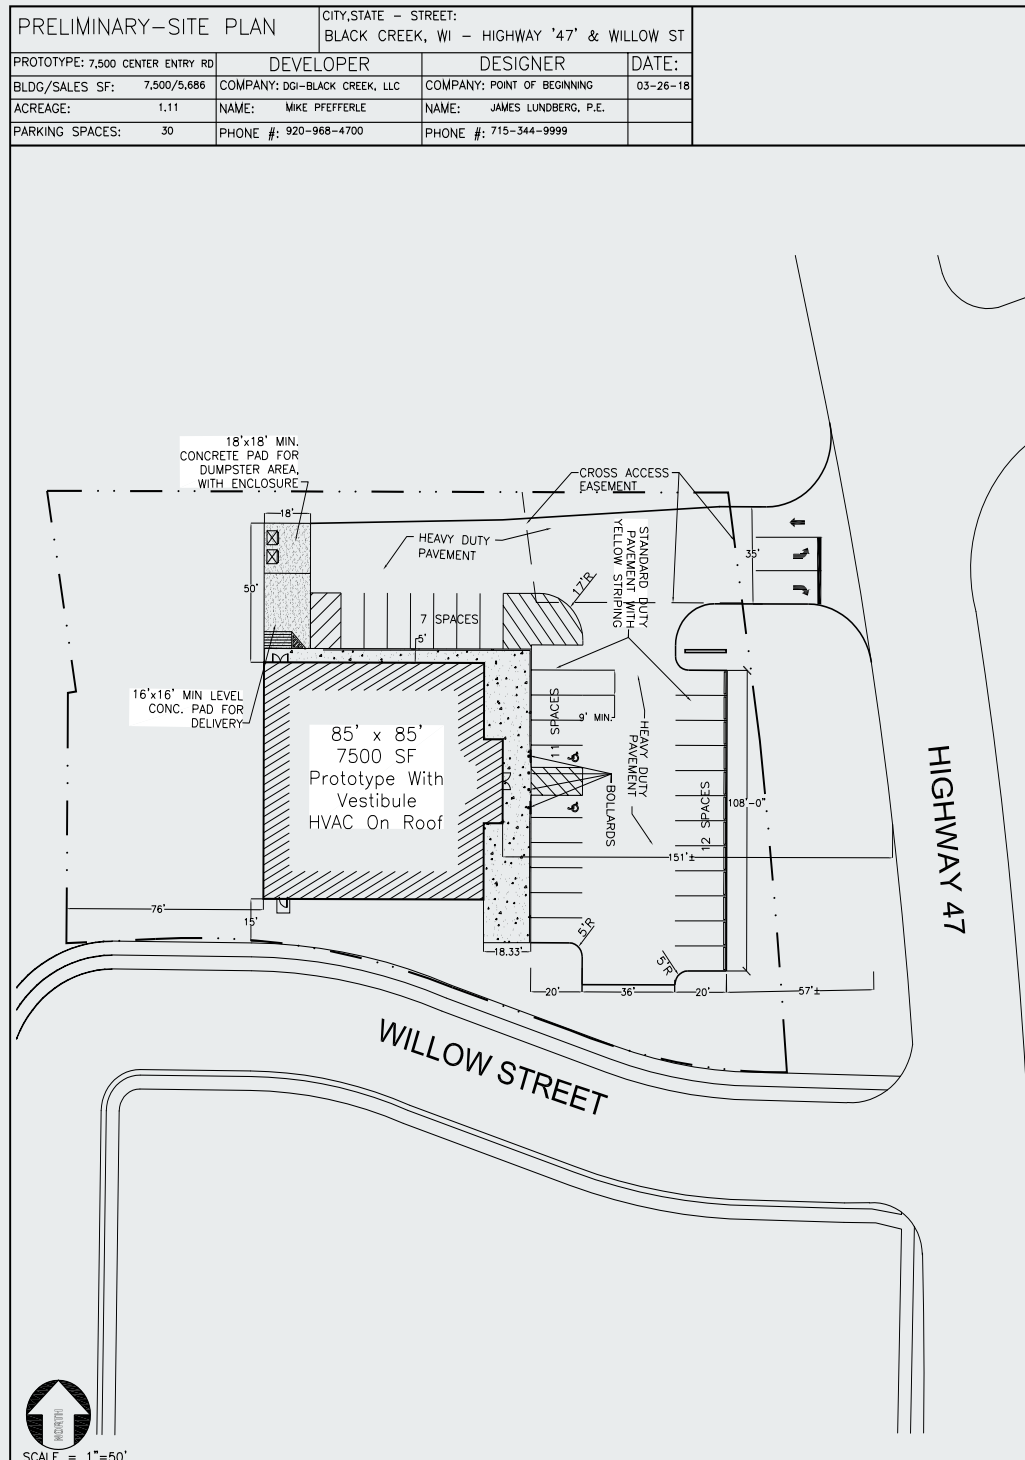 PRELIMINARY-SITE PLAN
CITY,STATE - STREET:
BLACK CREEK, WI - HIGHWAY '47' & WILLOW ST
PROTOTYPE: 7,500 CENTER ENTRY RD
DEVELOPER
DESIGNER
DATE:
BLDG/SALES SF: 7,500/5,686
COMPANY: DGI-BLACK CREEK, LLC
COMPANY: POINT OF BEGINNING
03-26-18
ACREAGE: 1.11
NAME: MIKE PFEFFERLE
NAME: JAMES LUNDBERG, P.E.
PARKING SPACES: 30
PHONE #: 920-968-4700
PHONE #: 715-344-9999
18'x18' MIN.
CONCRETE PAD FOR
DUMPSTER AREA,
WITH ENCLOSURE
CROSS ACCESS
EASEMENT
18'
HEAVY DUTY
PAVEMENT
STANDARD DUTY
PAVEMENT WITH
YELLOW STRIPING
35'
50'
17'R
7 SPACES
5'
16'x16' MIN LEVEL
CONC. PAD FOR
DELIVERY
11 SPACES
9' MIN.
HEAVY DUTY
PAVEMENT
85' x 85'
7500 SF
Prototype With
Vestibule
HVAC On Roof
BOLLARDS
12 SPACES
108'-0"
151'±
HIGHWAY 47
76'
15'
18.33'
5'R
5'R
20'
36'
20'
57'±
WILLOW STREET
NORTH
SCALE = 1"=50'